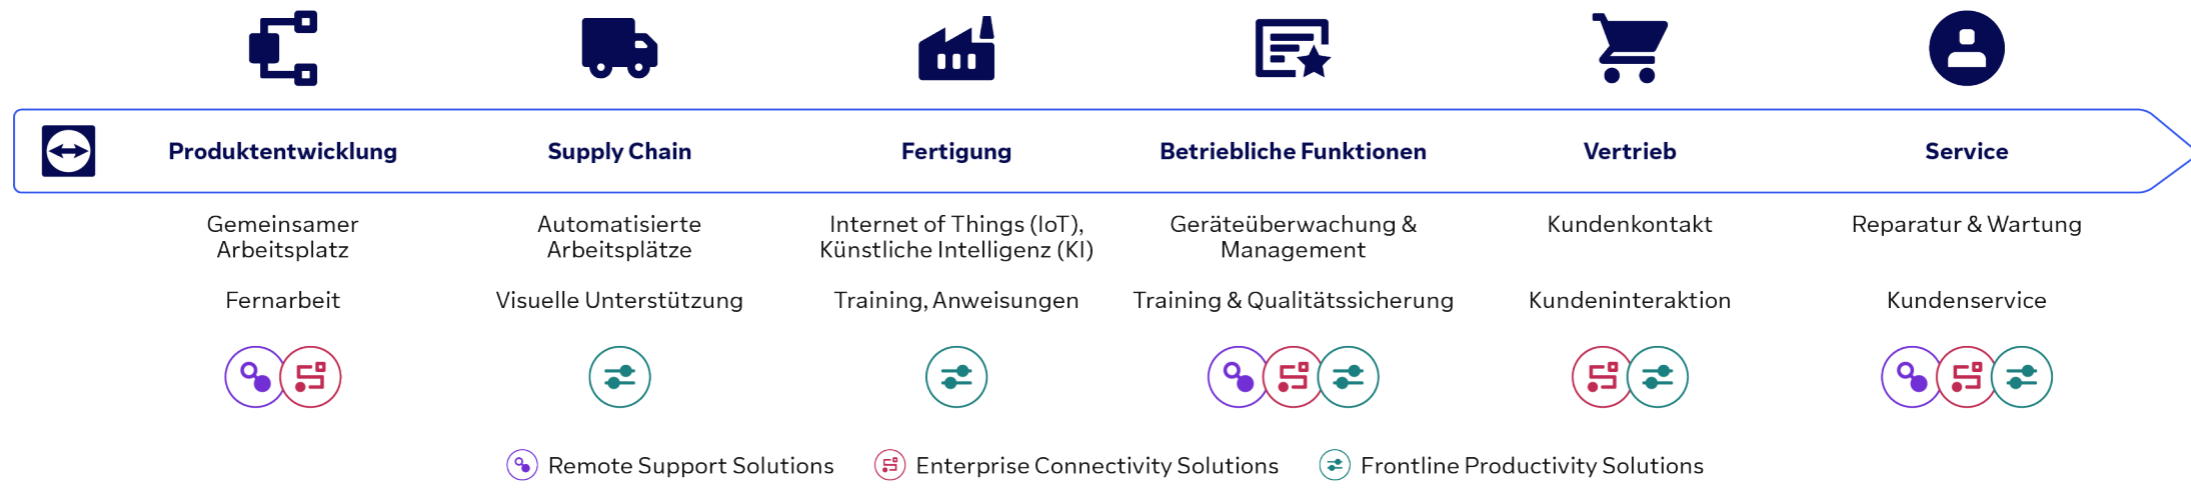 Produktentwicklung
Supply Chain
Fertigung
Betriebliche Funktionen
Vertrieb
Service
Gemeinsamer
Arbeitsplatz
Automatisierte
Arbeitsplätze
Internet of Things (IoT),
Künstliche Intelligenz (KI)
Geräteüberwachung &
Management
Kundenkontakt
Reparatur & Wartung
Fernarbeit
Visuelle Unterstützung
Training, Anweisungen
Training & Qualitätssicherung
Kundeninteraktion
Kundenservice
Remote Support Solutions
Enterprise Connectivity Solutions
Frontline Productivity Solutions